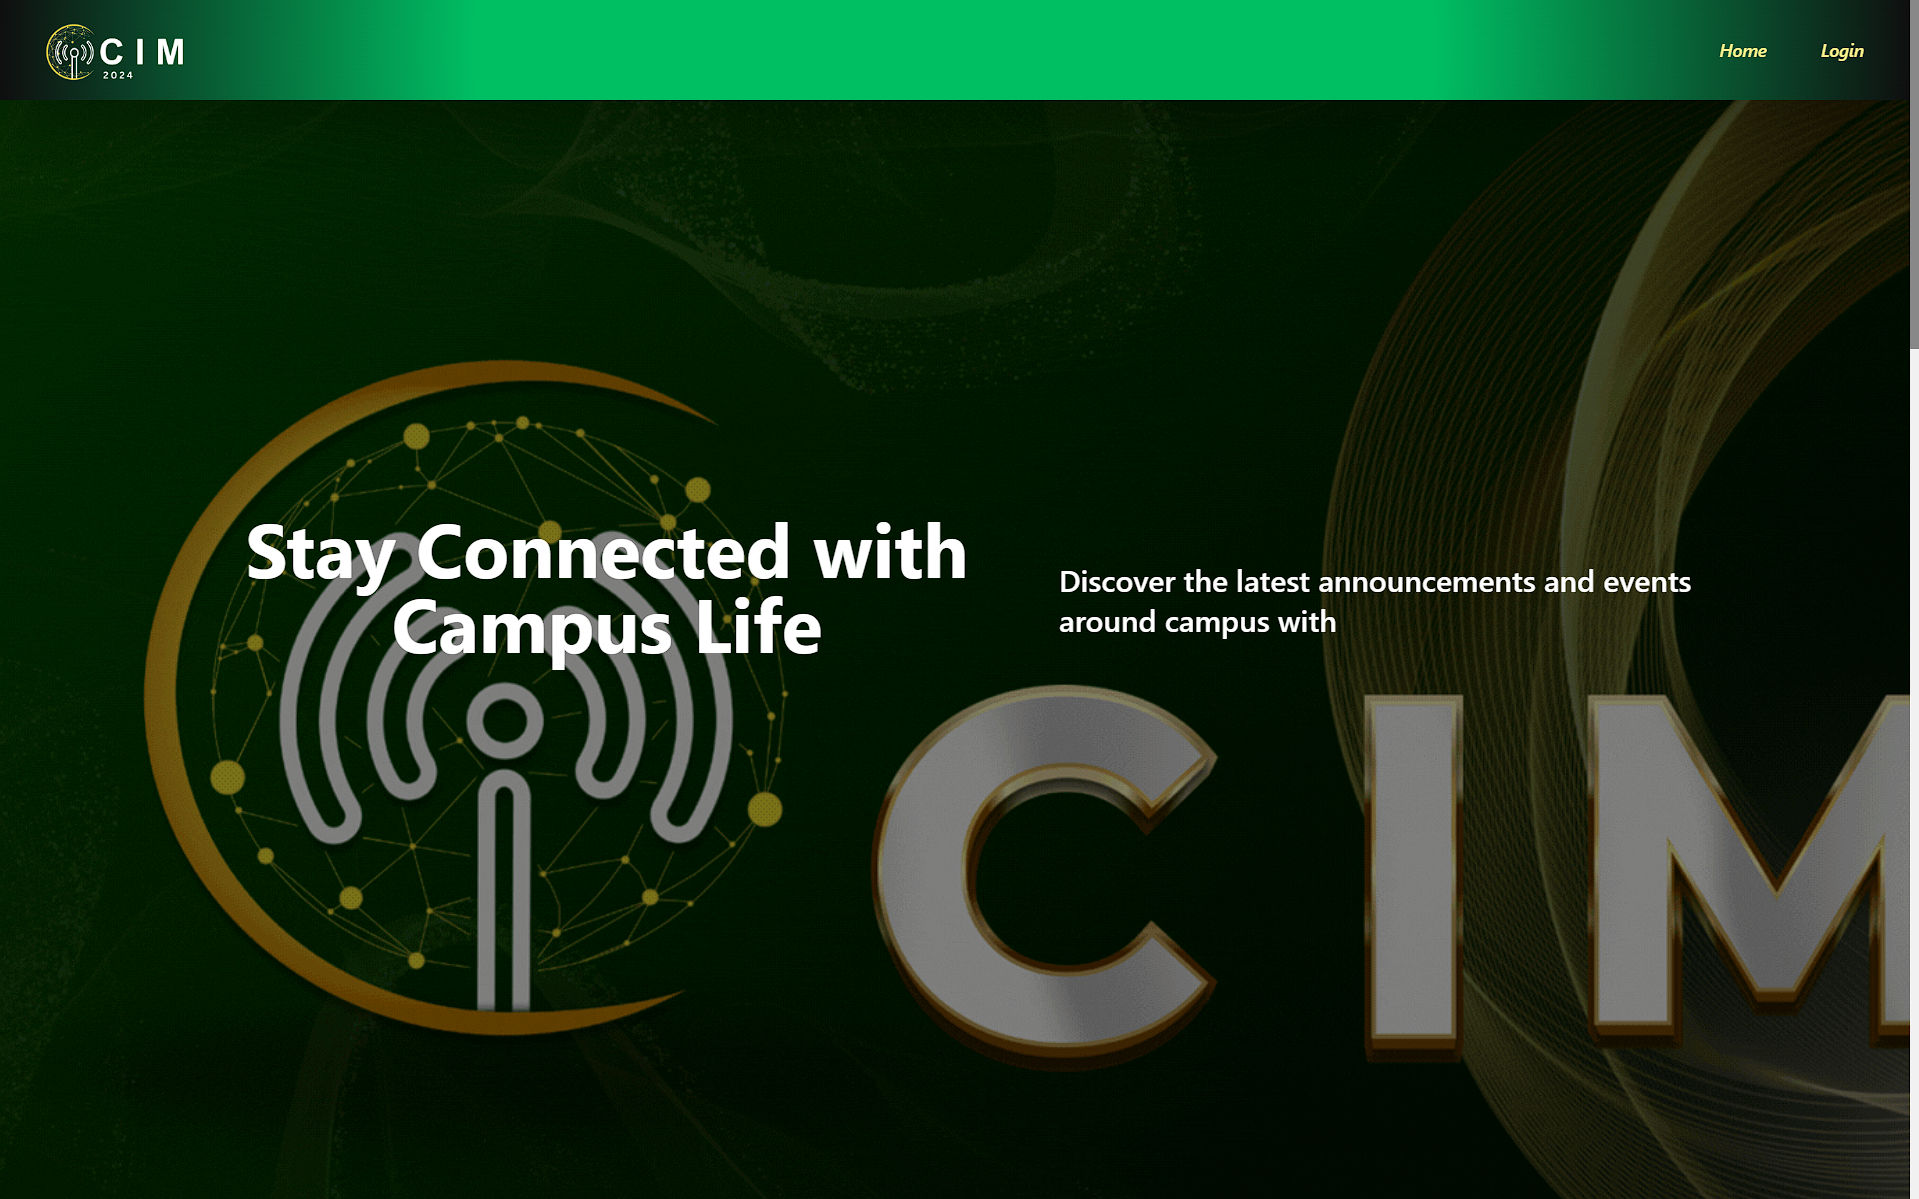 CIM
2024
Home
Login
Stay Connected with
Campus Life
Discover the latest announcements and events
around campus with
CIM